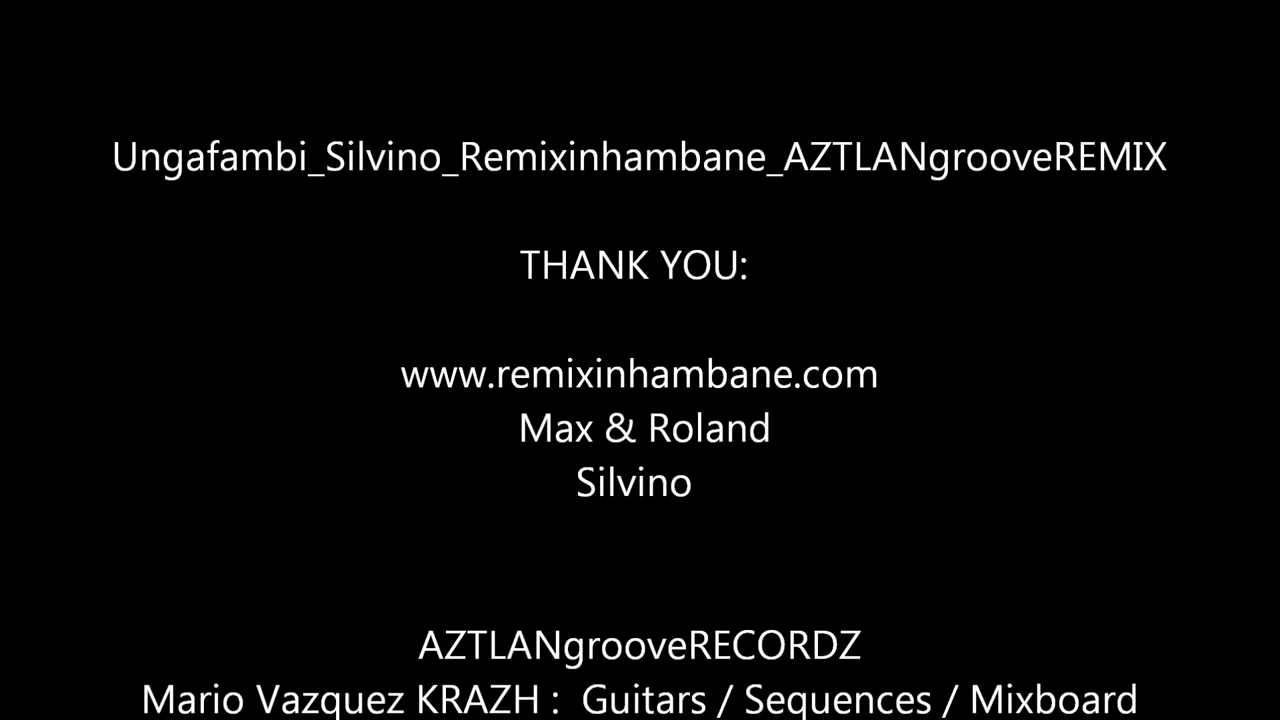 Ungafambi_Silvino_Remixinhambane_AZTLANgrooveREMIX
THANK YOU:
www.remixinhambane.com
Max & Roland
Silvino
AZTLANgrooveRECORDZ
Mario Vazquez KRAZH :  Guitars / Sequences / Mixboard